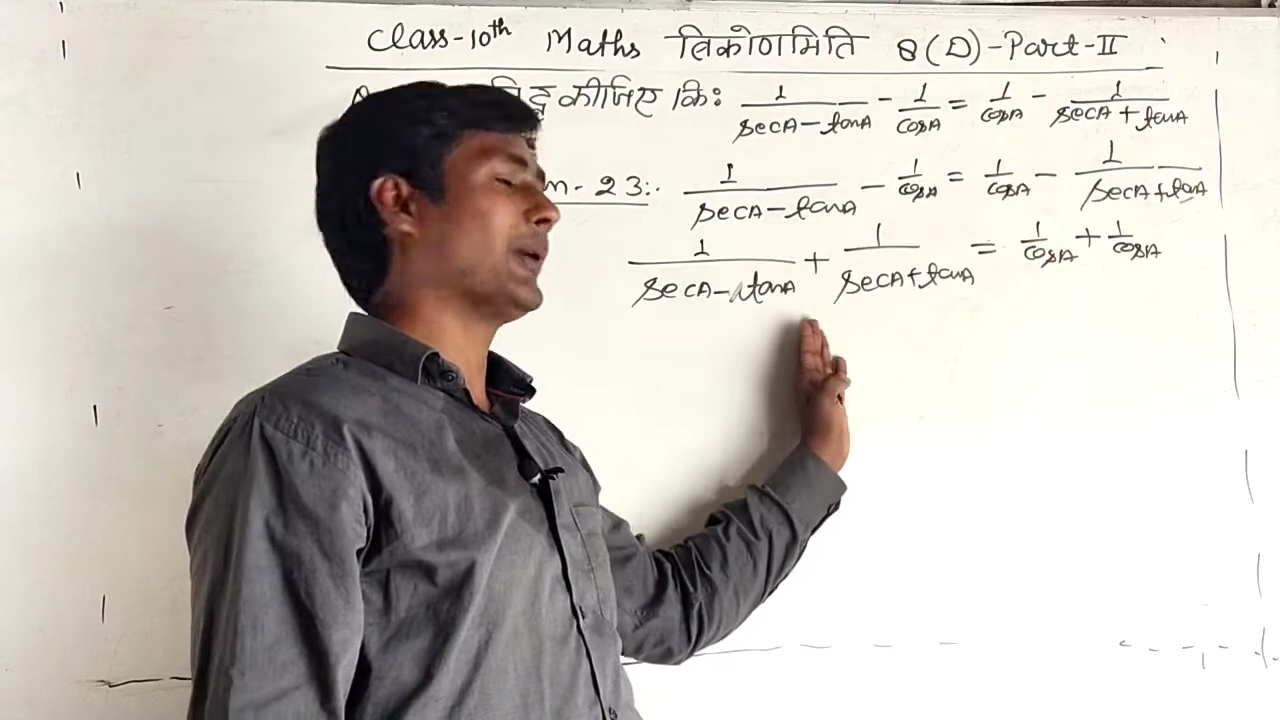 Class-10th Maths त्रिकोणमिति 8(D)-Part-II
सिद्ध कीजिए कि: 1/(secA - tanA) - 1/cosA = 1/cosA - 1/(secA + tanA)
23:- 1/(secA - tanA) - 1/cosA = 1/cosA - 1/(secA + tanA)
1/(secA - tanA) + 1/(secA + tanA) = 1/cosA + 1/cosA